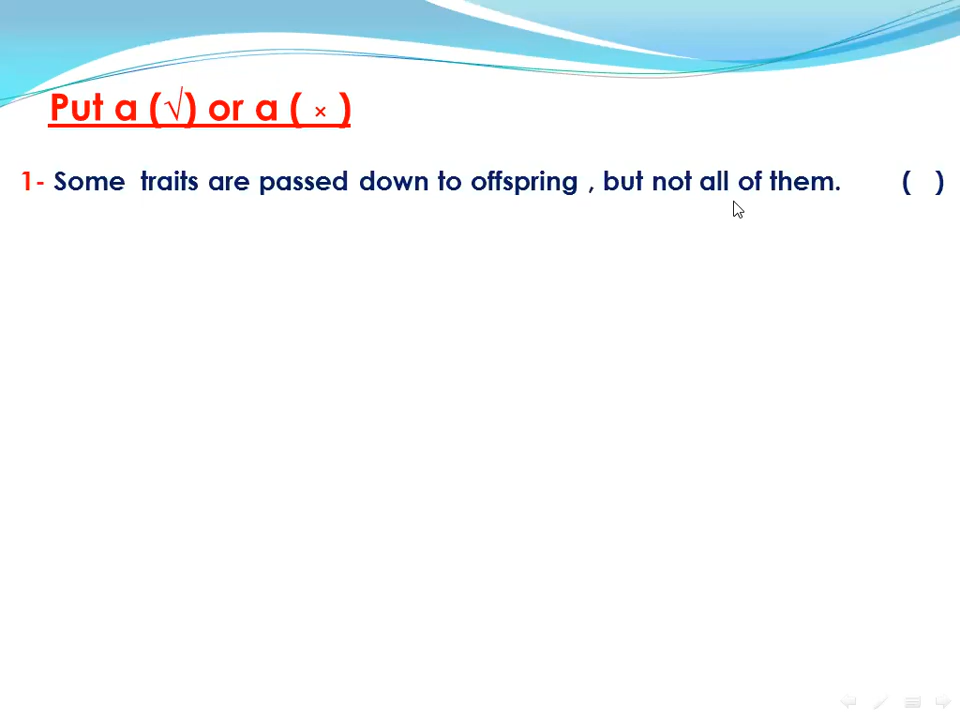 Put a (√) or a ( × )
1- Some traits are passed down to offspring , but not all of them. ( )